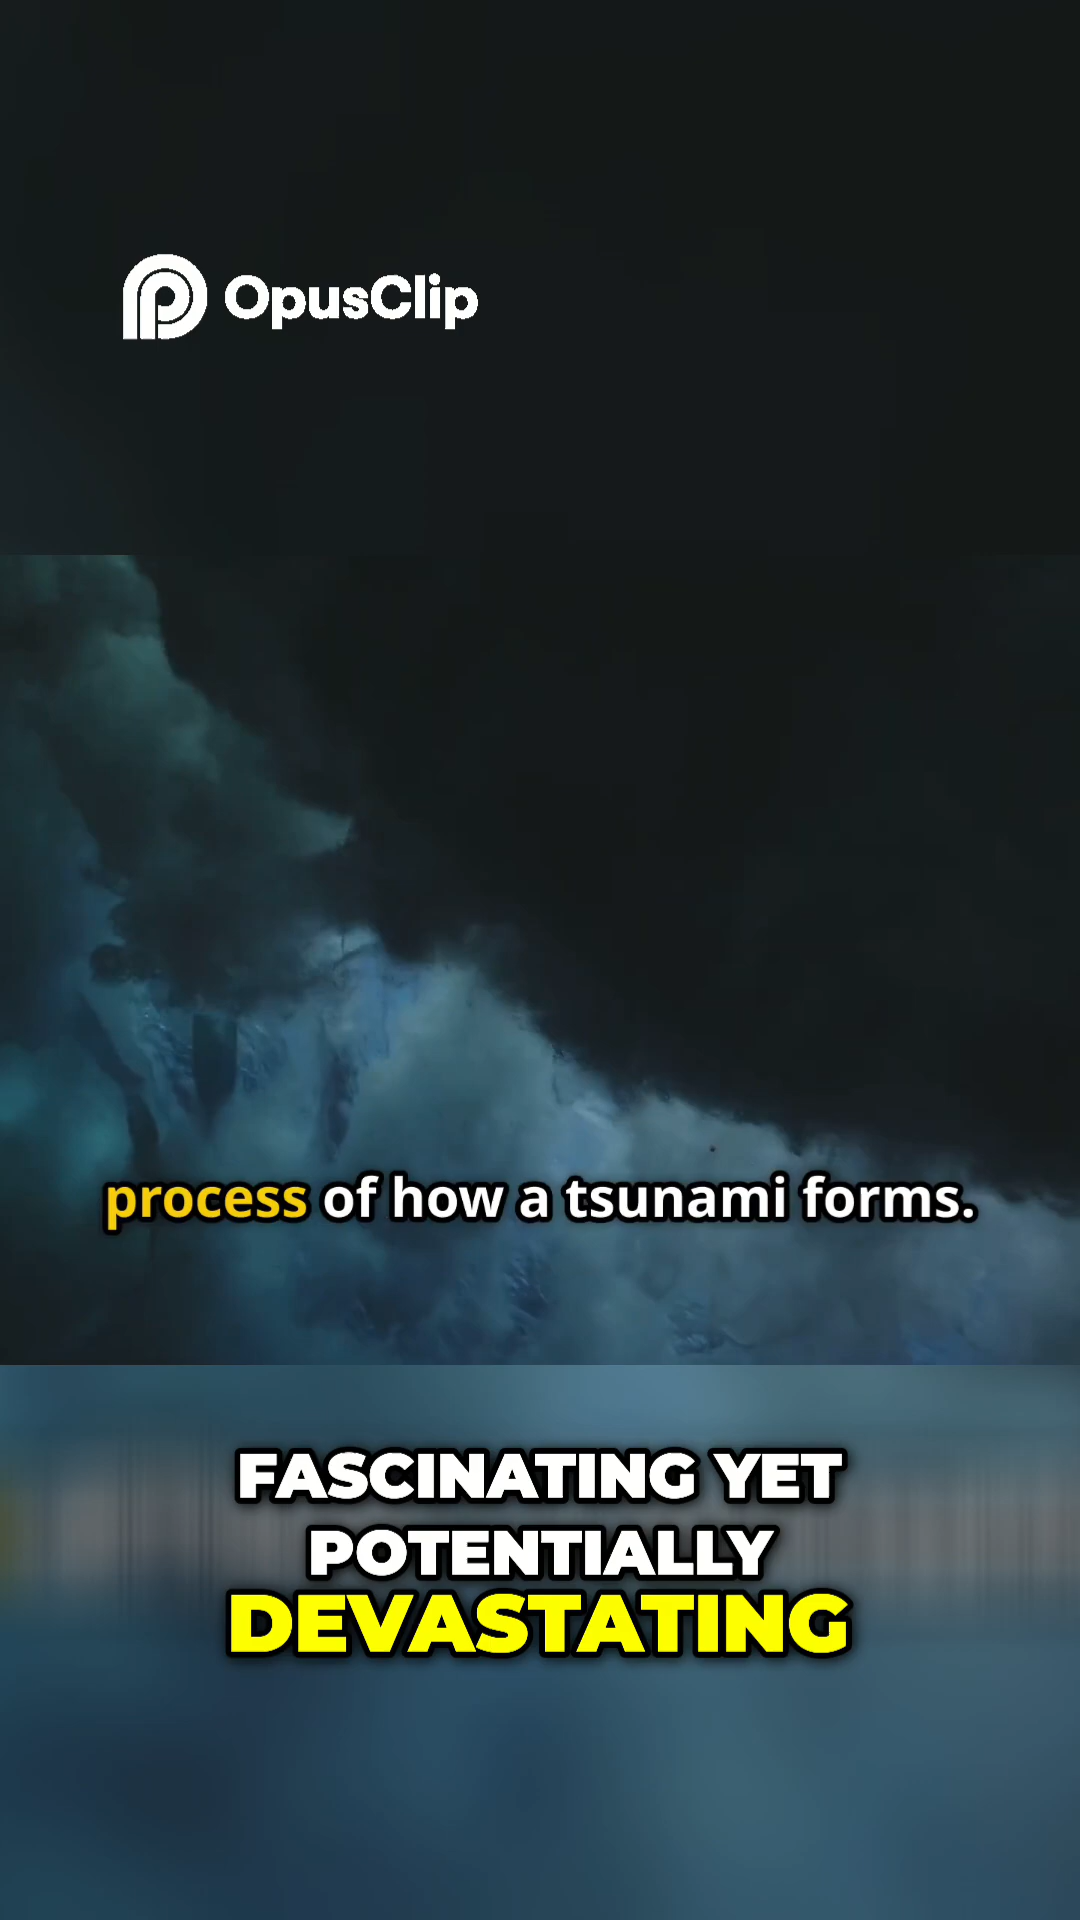 OpusClip
process of how a tsunami forms.
FASCINATING YET
POTENTIALLY
DEVASTATING